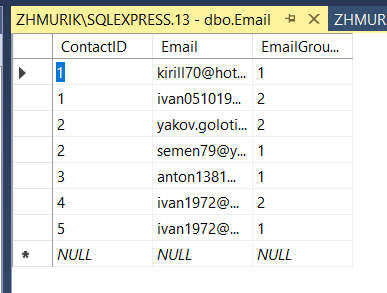 ZHMURIK\SQLEXPRESS.13 - dbo.Email ZHMURIK
ContactID Email EmailGrou...
1 kirill70@hot... 1
1 ivan051019... 2
2 yakov.goloti... 2
2 semen79@y... 1
3 anton1381... 1
4 ivan1972@... 2
5 ivan1972@... 1
NULL NULL NULL